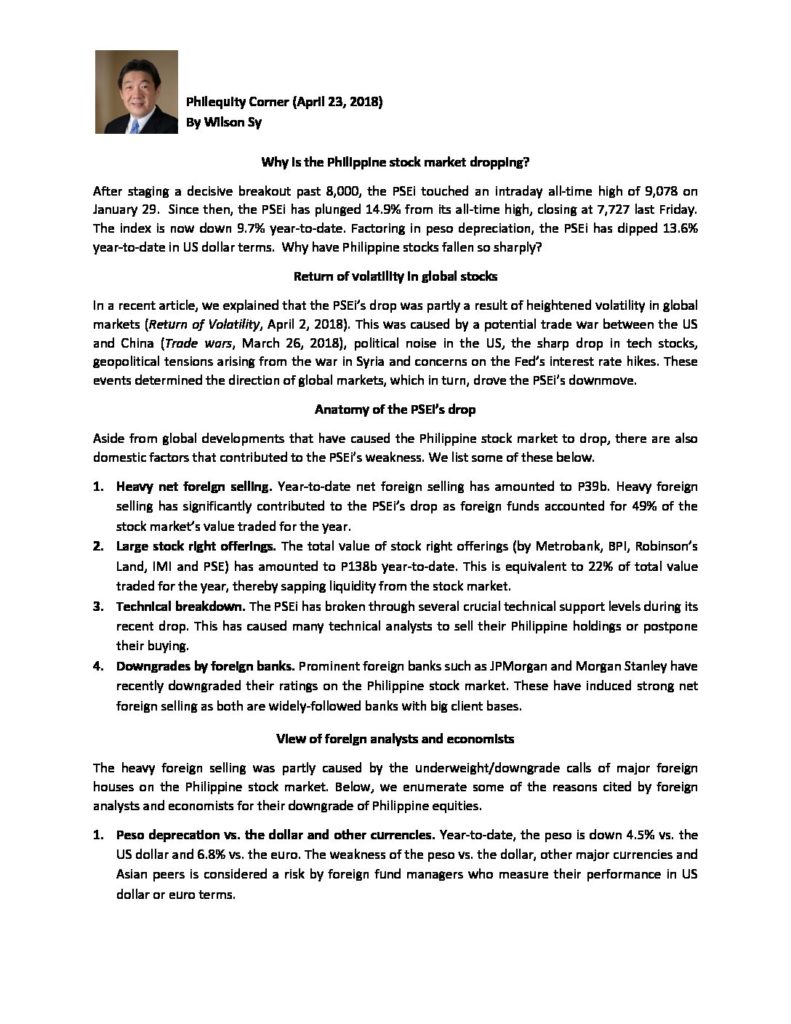 Philequity Corner (April 23, 2018)
By Wilson Sy
Why is the Philippine stock market dropping?
After staging a decisive breakout past 8,000, the PSEi touched an intraday all-time high of 9,078 on
January 29. Since then, the PSEi has plunged 14.9% from its all-time high, closing at 7,727 last Friday.
The index is now down 9.7% year-to-date. Factoring in peso depreciation, the PSEi has dipped 13.6%
year-to-date in US dollar terms. Why have Philippine stocks fallen so sharply?
Return of volatility in global stocks
In a recent article, we explained that the PSEi's drop was partly a result of heightened volatility in global
markets (Return of Volatility, April 2, 2018). This was caused by a potential trade war between the US
and China (Trade wars, March 26, 2018), political noise in the US, the sharp drop in tech stocks,
geopolitical tensions arising from the war in Syria and concerns on the Fed's interest rate hikes. These
events determined the direction of global markets, which in turn, drove the PSEi's downmove.
Anatomy of the PSEi's drop
Aside from global developments that have caused the Philippine stock market to drop, there are also
domestic factors that contributed to the PSEi's weakness. We list some of these below.
1. Heavy net foreign selling. Year-to-date net foreign selling has amounted to P39b. Heavy foreign
selling has significantly contributed to the PSEi's drop as foreign funds accounted for 49% of the
stock market's value traded for the year.
2. Large stock right offerings. The total value of stock right offerings (by Metrobank, BPI, Robinson's
Land, IMI and PSE) has amounted to P138b year-to-date. This is equivalent to 22% of total value
traded for the year, thereby sapping liquidity from the stock market.
3. Technical breakdown. The PSEi has broken through several crucial technical support levels during its
recent drop. This has caused many technical analysts to sell their Philippine holdings or postpone
their buying.
4. Downgrades by foreign banks. Prominent foreign banks such as JPMorgan and Morgan Stanley have
recently downgraded their ratings on the Philippine stock market. These have induced strong net
foreign selling as both are widely-followed banks with big client bases.
View of foreign analysts and economists
The heavy foreign selling was partly caused by the underweight/downgrade calls of major foreign
houses on the Philippine stock market. Below, we enumerate some of the reasons cited by foreign
analysts and economists for their downgrade of Philippine equities.
1. Peso deprecation vs. the dollar and other currencies. Year-to-date, the peso is down 4.5% vs. the
US dollar and 6.8% vs. the euro. The weakness of the peso vs. the dollar, other major currencies and
Asian peers is considered a risk by foreign fund managers who measure their performance in US
dollar or euro terms.